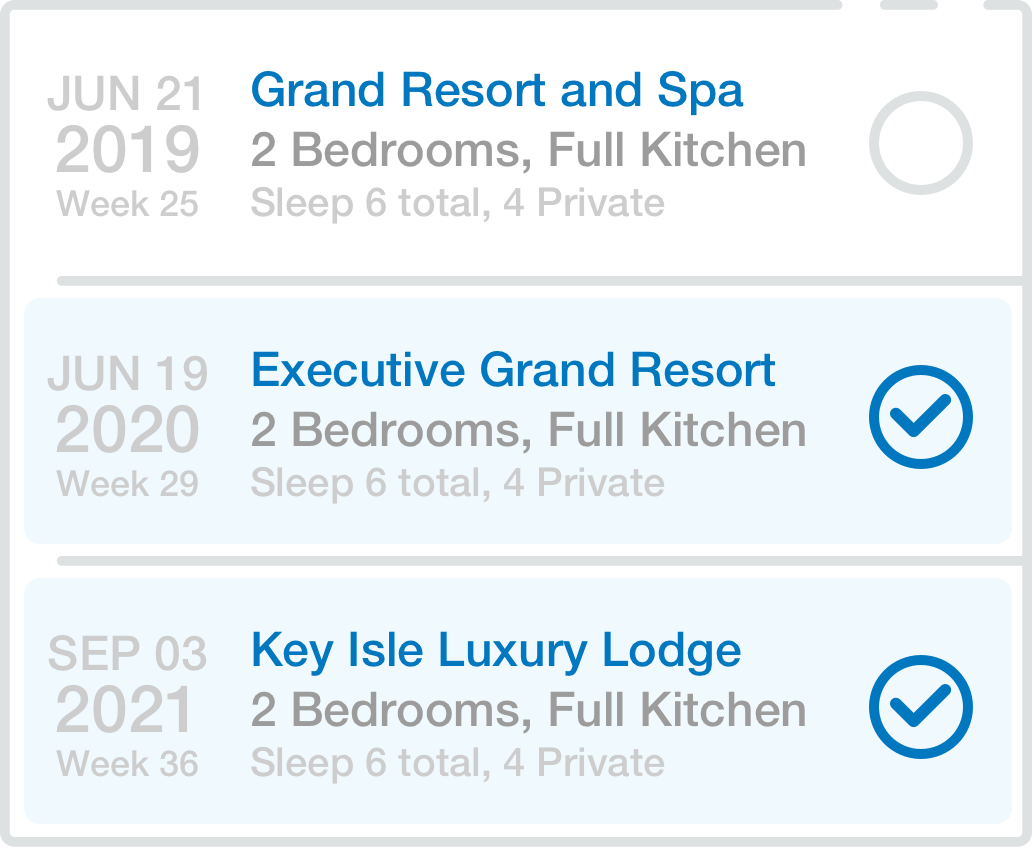 JUN 21
2019
Week 25
Grand Resort and Spa
2 Bedrooms, Full Kitchen
Sleep 6 total, 4 Private
JUN 19
2020
Week 29
Executive Grand Resort
2 Bedrooms, Full Kitchen
Sleep 6 total, 4 Private
SEP 03
2021
Week 36
Key Isle Luxury Lodge
2 Bedrooms, Full Kitchen
Sleep 6 total, 4 Private